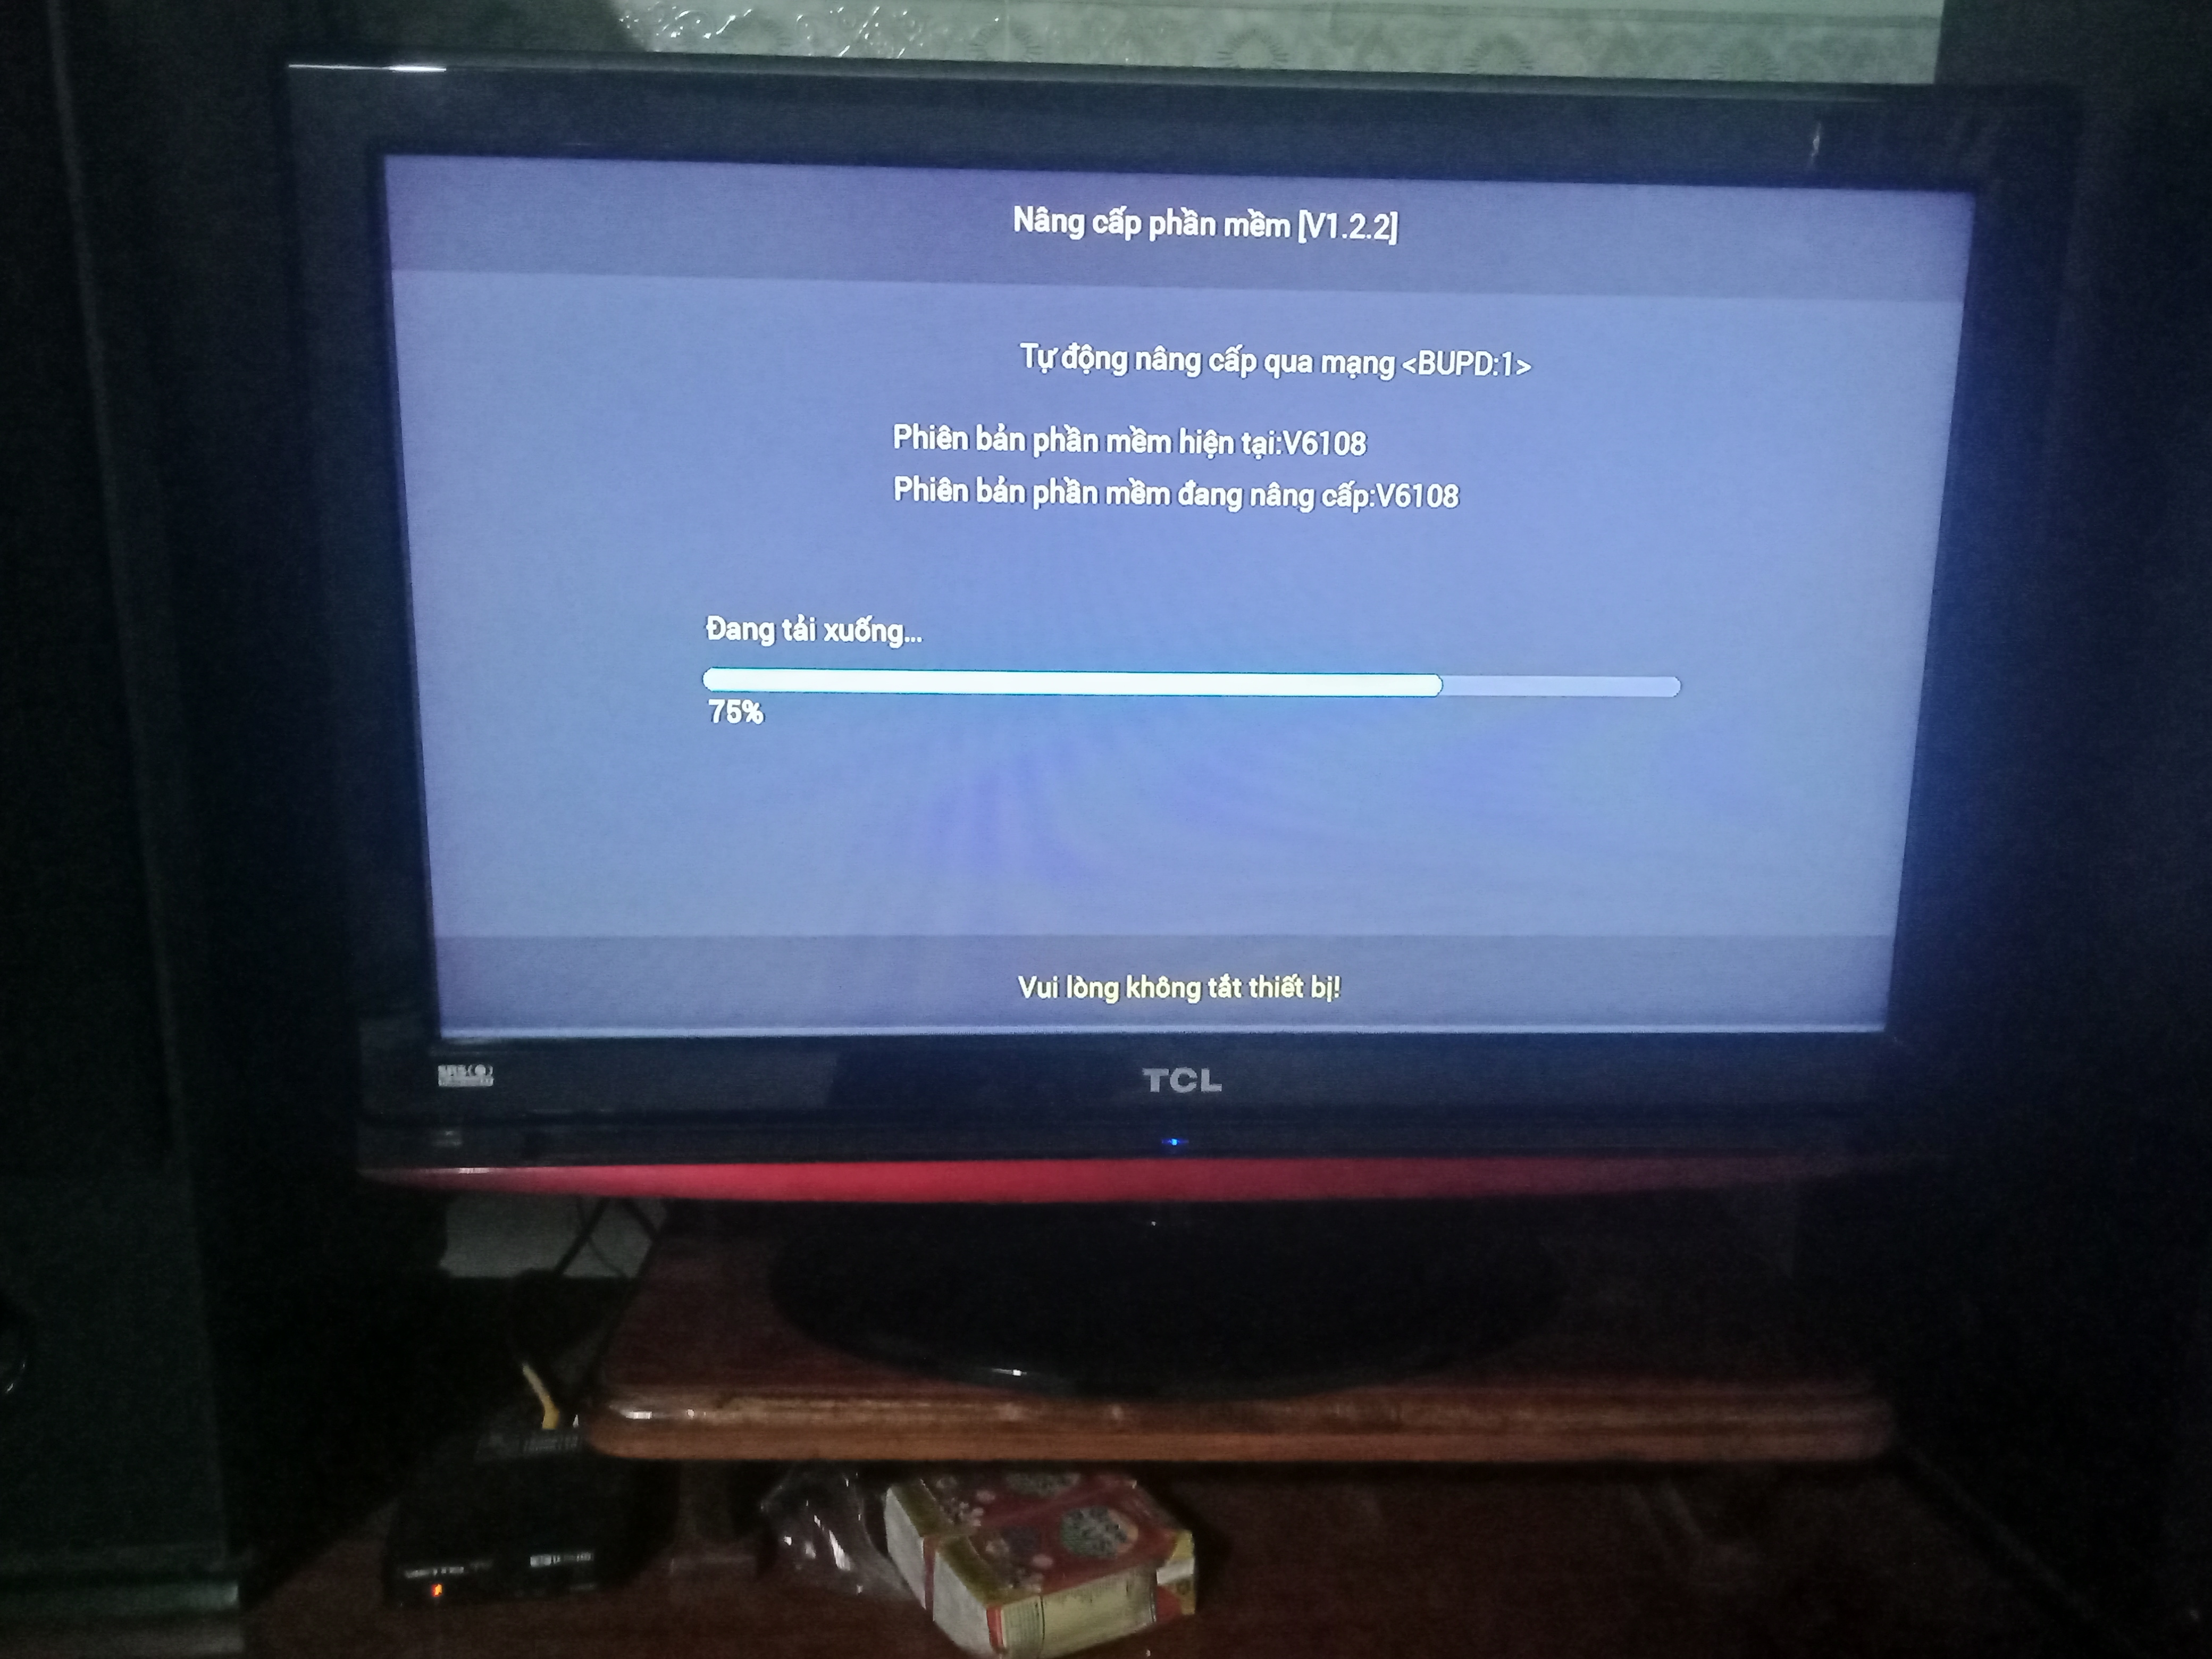 Nâng cấp phần mềm [V1.2.2]
Tự động nâng cấp qua mạng <BUPD:1>
Phiên bản phần mềm hiện tại:V6108
Phiên bản phần mềm đang nâng cấp:V6108
Đang tải xuống...
75%
Vui lòng không tắt thiết bị!
SRS
TCL